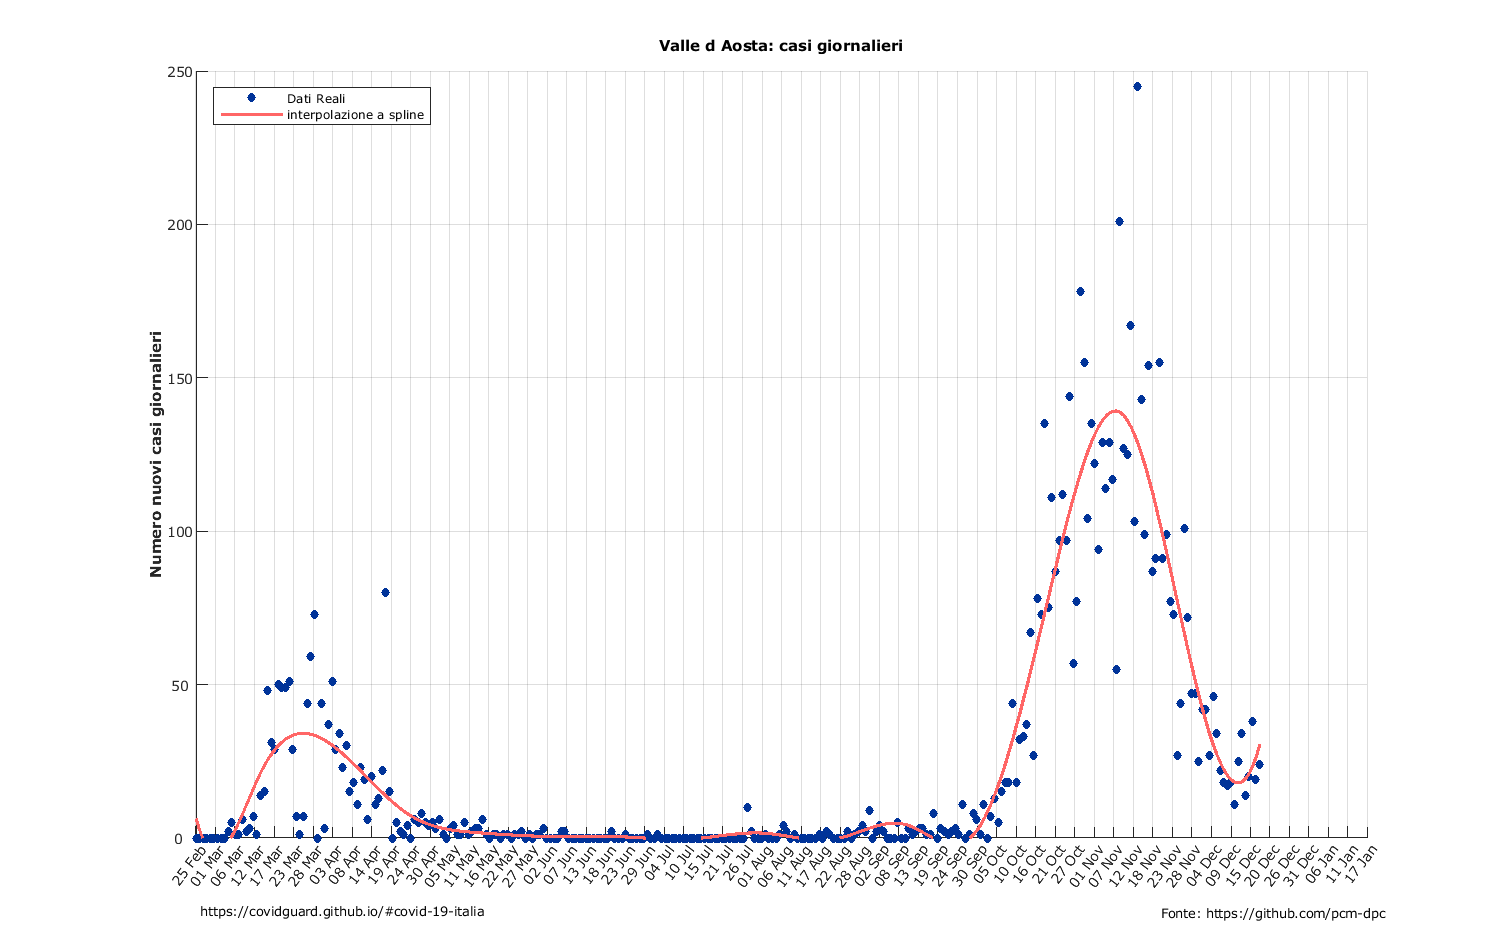 Valle d Aosta: casi giornalieri
250
Dati Reali
interpolazione a spline
200
150
100
50
0
Numero nuovi casi giornalieri
25 Feb
01 Mar
06 Mar
12 Mar
17 Mar
23 Mar
28 Mar
03 Apr
08 Apr
14 Apr
19 Apr
24 Apr
30 Apr
05 May
11 May
16 May
22 May
27 May
02 Jun
07 Jun
13 Jun
18 Jun
23 Jun
29 Jun
04 Jul
10 Jul
15 Jul
21 Jul
26 Jul
01 Aug
06 Aug
11 Aug
17 Aug
22 Aug
28 Aug
02 Sep
08 Sep
13 Sep
19 Sep
24 Sep
30 Sep
05 Oct
10 Oct
16 Oct
21 Oct
27 Oct
01 Nov
07 Nov
12 Nov
18 Nov
23 Nov
28 Nov
04 Dec
09 Dec
15 Dec
20 Dec
26 Dec
31 Dec
06 Jan
11 Jan
17 Jan
https://covidguard.github.io/#covid-19-italia
Fonte: https://github.com/pcm-dpc